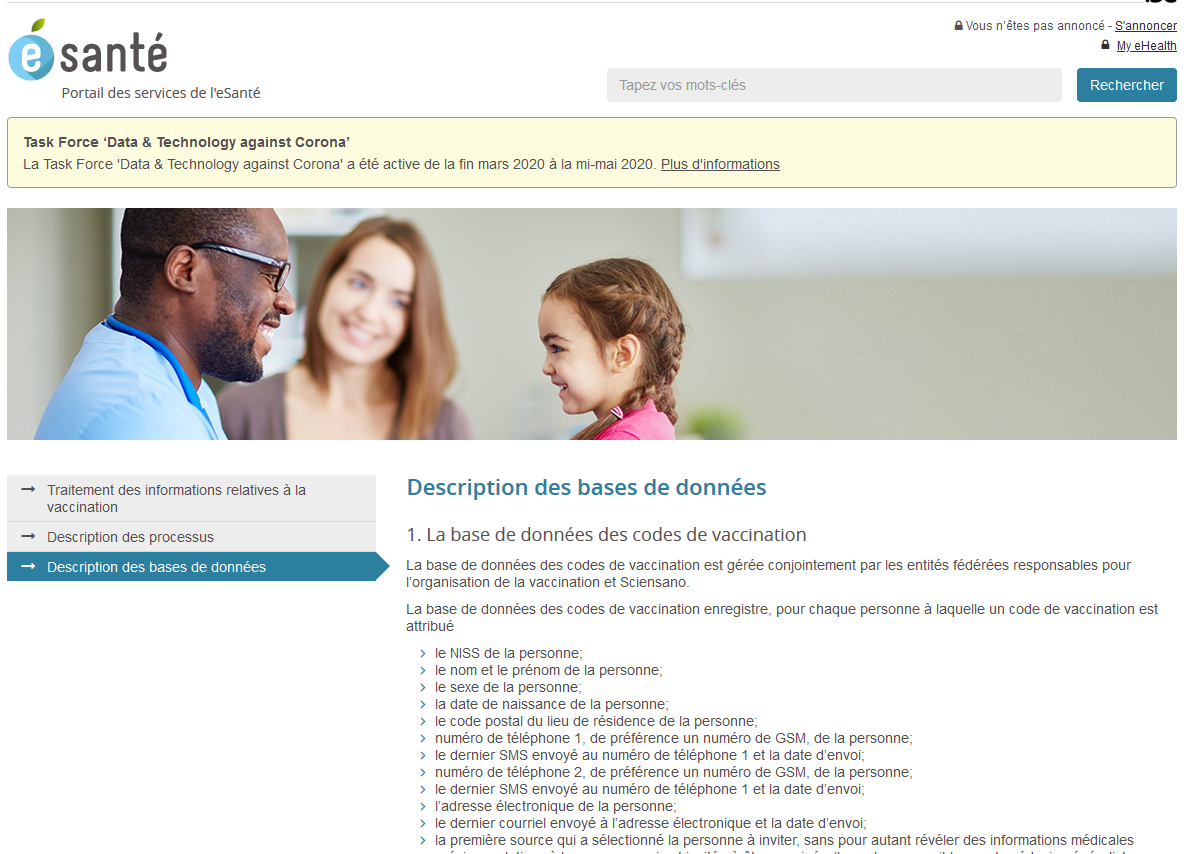 Vous n'êtes pas annoncé - S'annoncer
My eHealth
é santé
Portail des services de l'eSanté
Tapez vos mots-clés
Rechercher
Task Force ‘Data & Technology against Corona’
La Task Force 'Data & Technology against Corona' a été active de la fin mars 2020 à la mi-mai 2020. Plus d'informations
Traitement des informations relatives à la
vaccination
Description des processus
Description des bases de données
Description des bases de données
1. La base de données des codes de vaccination
La base de données des codes de vaccination est gérée conjointement par les entités fédérées responsables pour
l’organisation de la vaccination et Sciensano.
La base de données des codes de vaccination enregistre, pour chaque personne à laquelle un code de vaccination est
attribué
le NISS de la personne;
le nom et le prénom de la personne;
le sexe de la personne;
la date de naissance de la personne;
le code postal du lieu de résidence de la personne;
numéro de téléphone 1, de préférence un numéro de GSM, de la personne;
le dernier SMS envoyé au numéro de téléphone 1 et la date d’envoi;
numéro de téléphone 2, de préférence un numéro de GSM, de la personne;
le dernier SMS envoyé au numéro de téléphone 1 et la date d’envoi;
l’adresse électronique de la personne;
le dernier courriel envoyé à l’adresse électronique et la date d’envoi;
la première source qui a sélectionné la personne à inviter, sans pour autant révéler des informations médicales